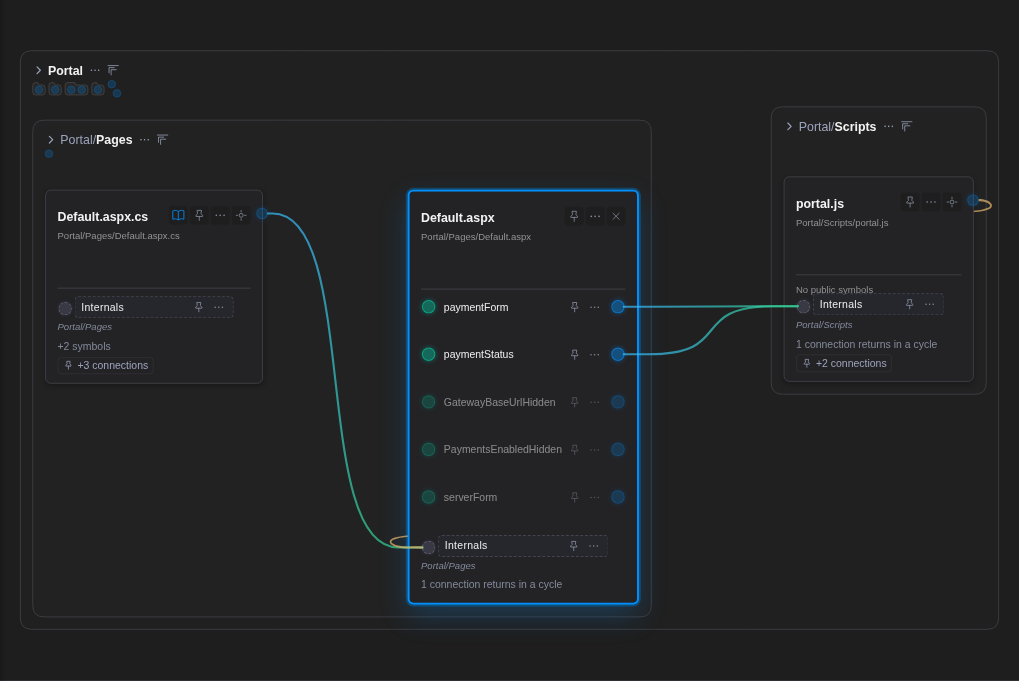 Portal
Portal/Pages
Portal/Scripts
Default.aspx.cs
Portal/Pages/Default.aspx.cs
Internals
Portal/Pages
+2 symbols
+3 connections
Default.aspx
Portal/Pages/Default.aspx
paymentForm
paymentStatus
GatewayBaseUrlHidden
PaymentsEnabledHidden
serverForm
Internals
Portal/Pages
1 connection returns in a cycle
portal.js
Portal/Scripts/portal.js
No public symbols
Internals
Portal/Scripts
1 connection returns in a cycle
+2 connections